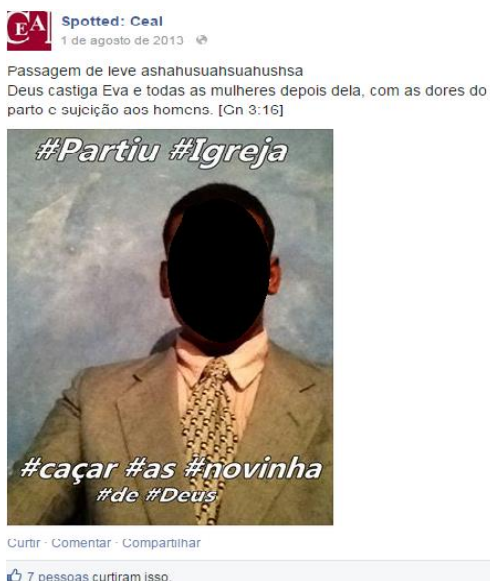 CEA
Spotted: Ceal
1 de agosto de 2013
Passagem de leve ashahusuahsuahushsa
Deus castiga Eva e todas as mulheres depois dela, com as dores do
parto e sujeição aos homens. [Gn 3:16]
#Partiu #Igreja
#caçar #as #novinha
#de #Deus
Curtir · Comentar · Compartilhar
7 pessoas curtiram isso.